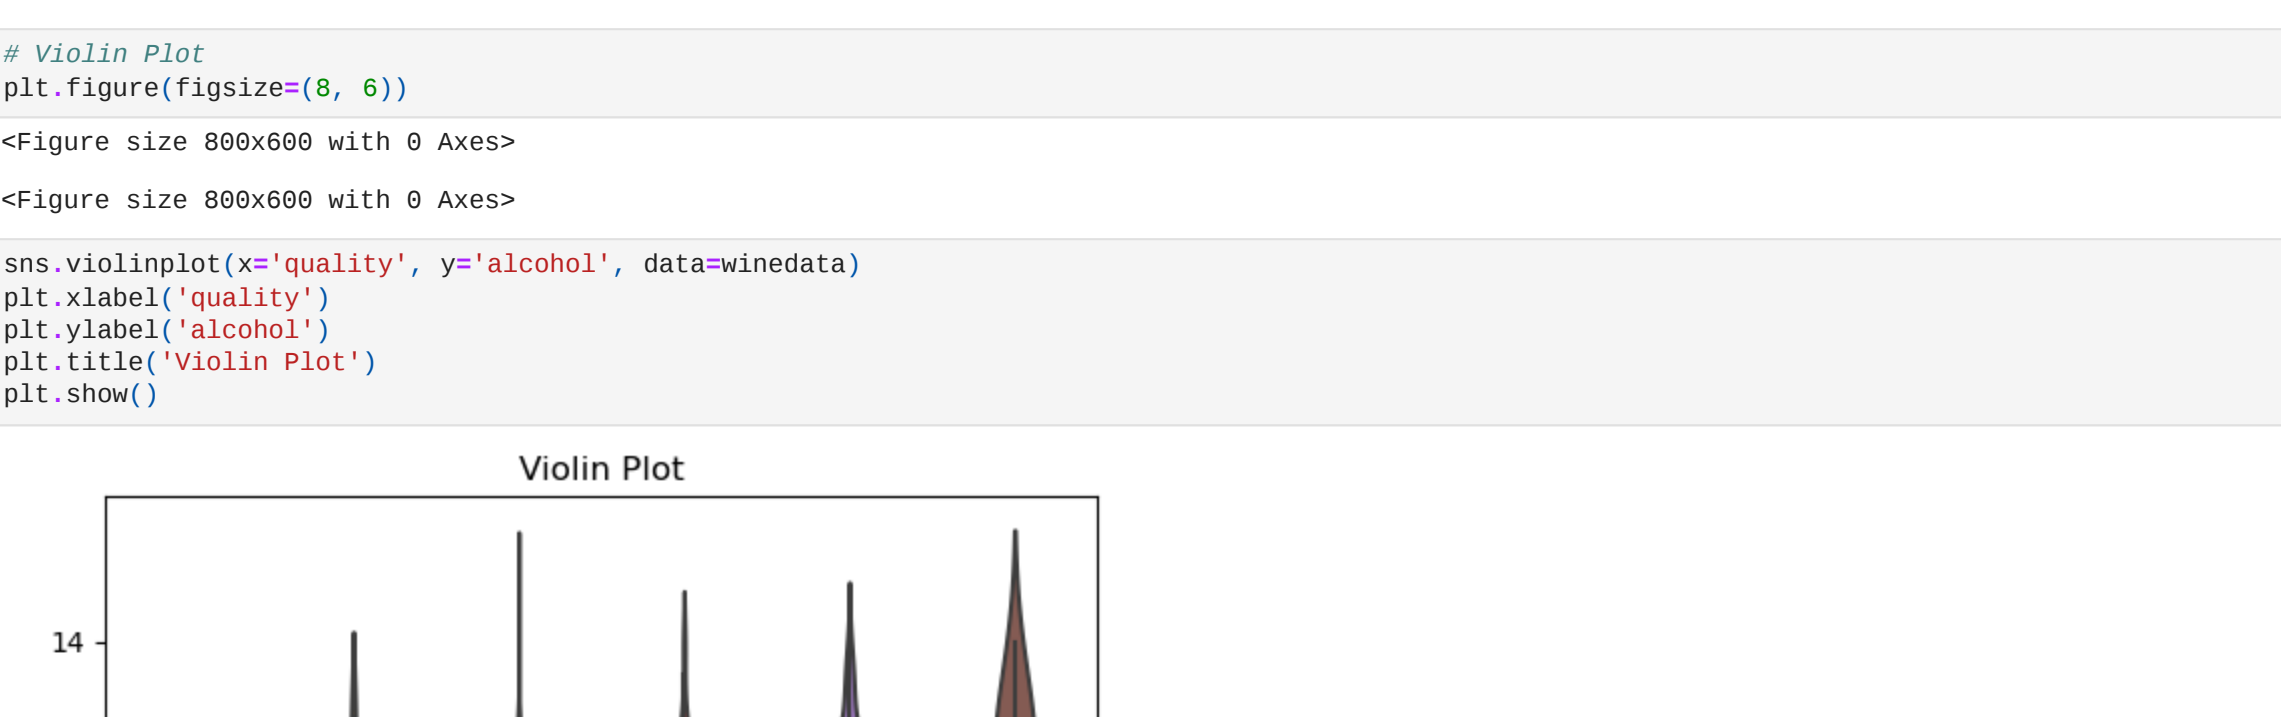 # Violin Plot
plt.figure(figsize=(8, 6))
<Figure size 800x600 with 0 Axes>
<Figure size 800x600 with 0 Axes>
sns.violinplot(x='quality', y='alcohol', data=winedata)
plt.xlabel('quality')
plt.ylabel('alcohol')
plt.title('Violin Plot')
plt.show()
Violin Plot
14